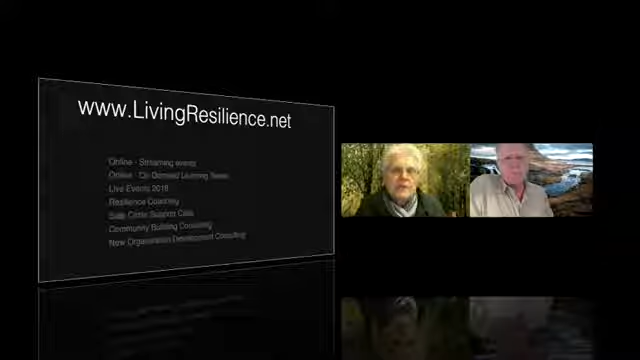 www.LivingResilience.net
Online - Streaming events
Online - On Demand Learning
Live Events 2018
Resilience Coaching
Safe Circle Support Calls
Community Building Consulting
New Organization Development Consulting